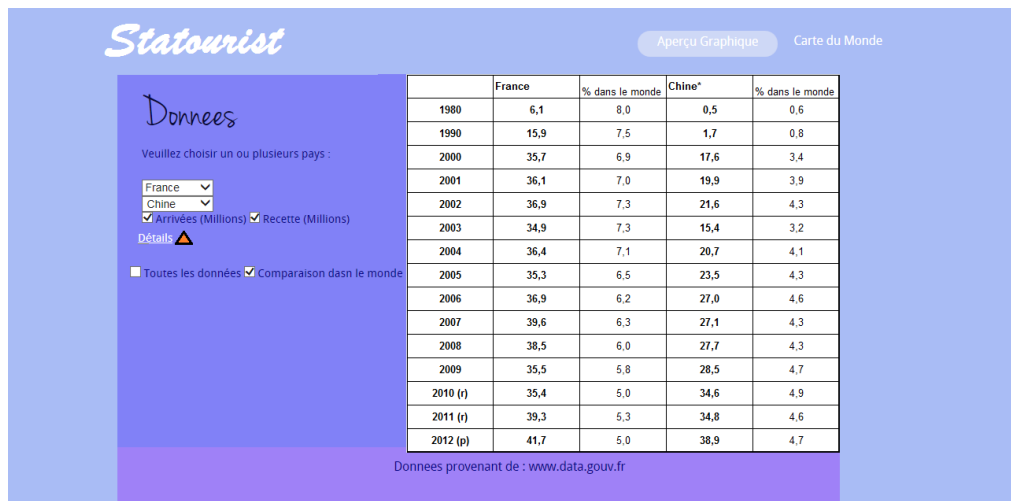 Statourist
Aperçu Graphique Carte du Monde
Donnees
Veuillez choisir un ou plusieurs pays :
France
Chine
Arrivées (Millions) Recette (Millions)
Détails
Toutes les données Comparaison dasn le monde
France % dans le monde Chine* % dans le monde
1980 6,1 8,0 0,5 0,6
1990 15,9 7,5 1,7 0,8
2000 35,7 6,9 17,6 3,4
2001 36,1 7,0 19,9 3,9
2002 36,9 7,3 21,6 4,3
2003 34,9 7,3 15,4 3,2
2004 36,4 7,1 20,7 4,1
2005 35,3 6,5 23,5 4,3
2006 36,9 6,2 27,0 4,6
2007 39,6 6,3 27,1 4,3
2008 38,5 6,0 27,7 4,3
2009 35,5 5,8 28,5 4,7
2010 (r) 35,4 5,0 34,6 4,9
2011 (r) 39,3 5,3 34,8 4,6
2012 (p) 41,7 5,0 38,9 4,7
Donnees provenant de : www.data.gouv.fr